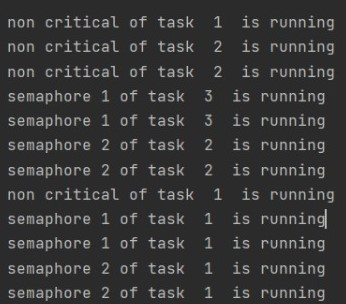 non critical of task  1  is running
non critical of task  2  is running
non critical of task  2  is running
semaphore 1 of task  3  is running
semaphore 1 of task  3  is running
semaphore 2 of task  2  is running
semaphore 2 of task  2  is running
non critical of task  1  is running
semaphore 1 of task  1  is running
semaphore 1 of task  1  is running
semaphore 2 of task  1  is running
semaphore 2 of task  1  is running